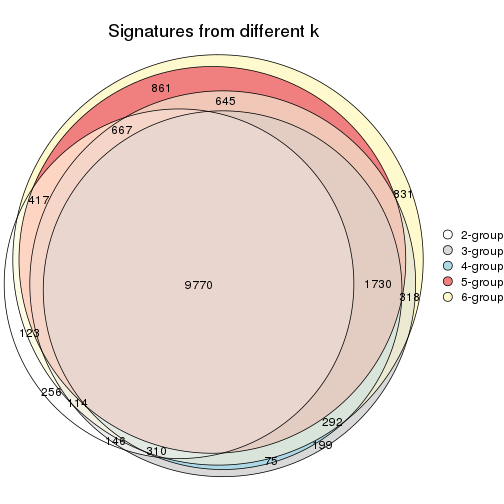 Signatures from different k
861
645
667
831
417
9770
1730
318
123
256
114
292
146
310
199
75
2-group
3-group
4-group
5-group
6-group